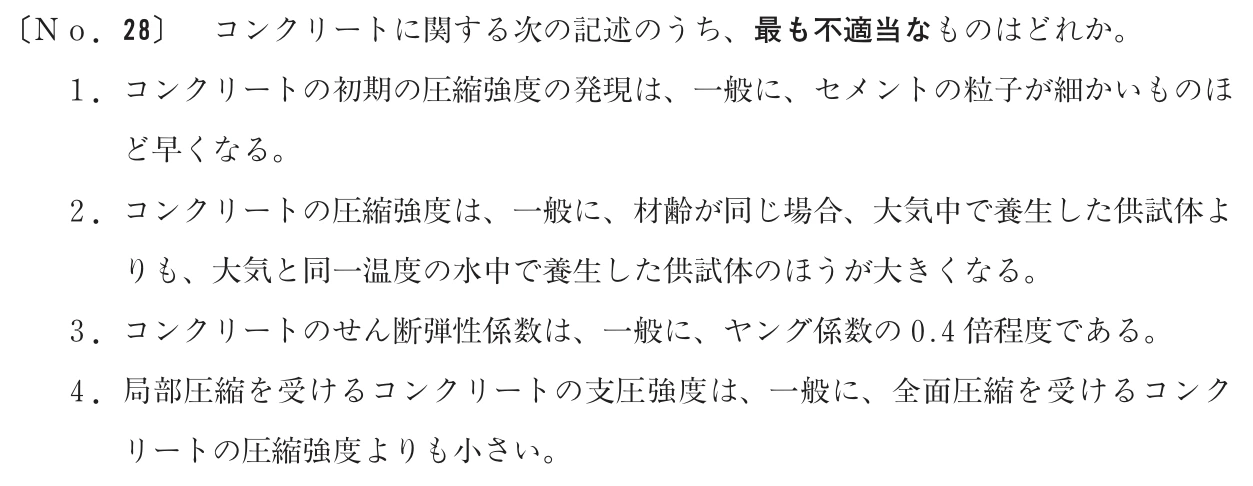 〔No．28〕　コンクリートに関する次の記述のうち、最も不適当なものはどれか。
1．コンクリートの初期の圧縮強度の発現は、一般に、セメントの粒子が細かいものほ
ど早くなる。
2．コンクリートの圧縮強度は、一般に、材齢が同じ場合、大気中で養生した供試体よ
りも、大気と同一温度の水中で養生した供試体のほうが大きくなる。
3．コンクリートのせん断弾性係数は、一般に、ヤング係数の 0.4 倍程度である。
4．局部圧縮を受けるコンクリートの支圧強度は、一般に、全面圧縮を受けるコンク
リートの圧縮強度よりも小さい。